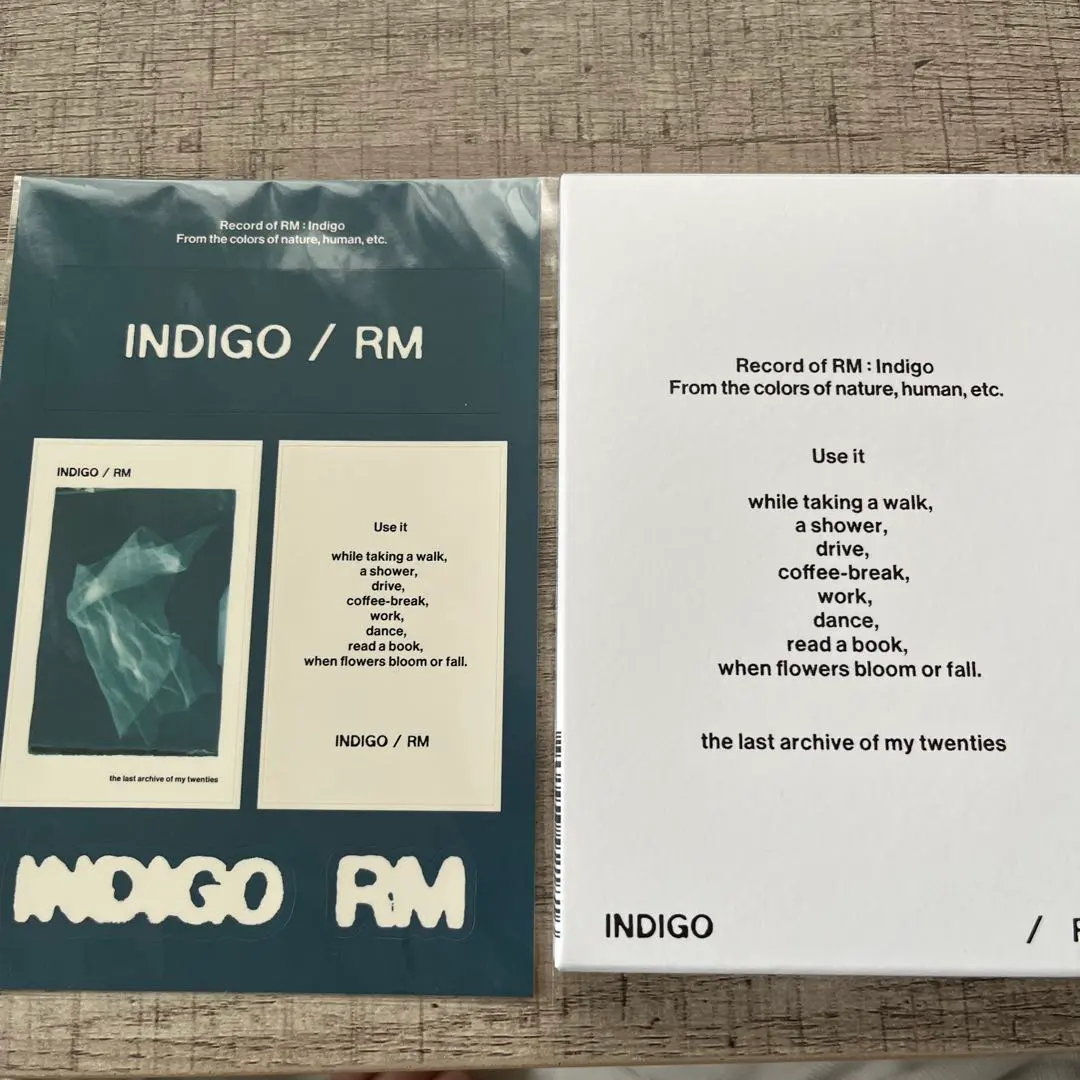 Record of RM : Indigo
From the colors of nature, human, etc.
INDIGO / RM
INDIGO / RM
the last archive of my twenties
Use it
while taking a walk,
a shower,
drive,
coffee-break,
work,
dance,
read a book,
when flowers bloom or fall.
INDIGO / RM
INDIGO
RM
Record of RM : Indigo
From the colors of nature, human, etc.
Use it
while taking a walk,
a shower,
drive,
coffee-break,
work,
dance,
read a book,
when flowers bloom or fall.
the last archive of my twenties
INDIGO /